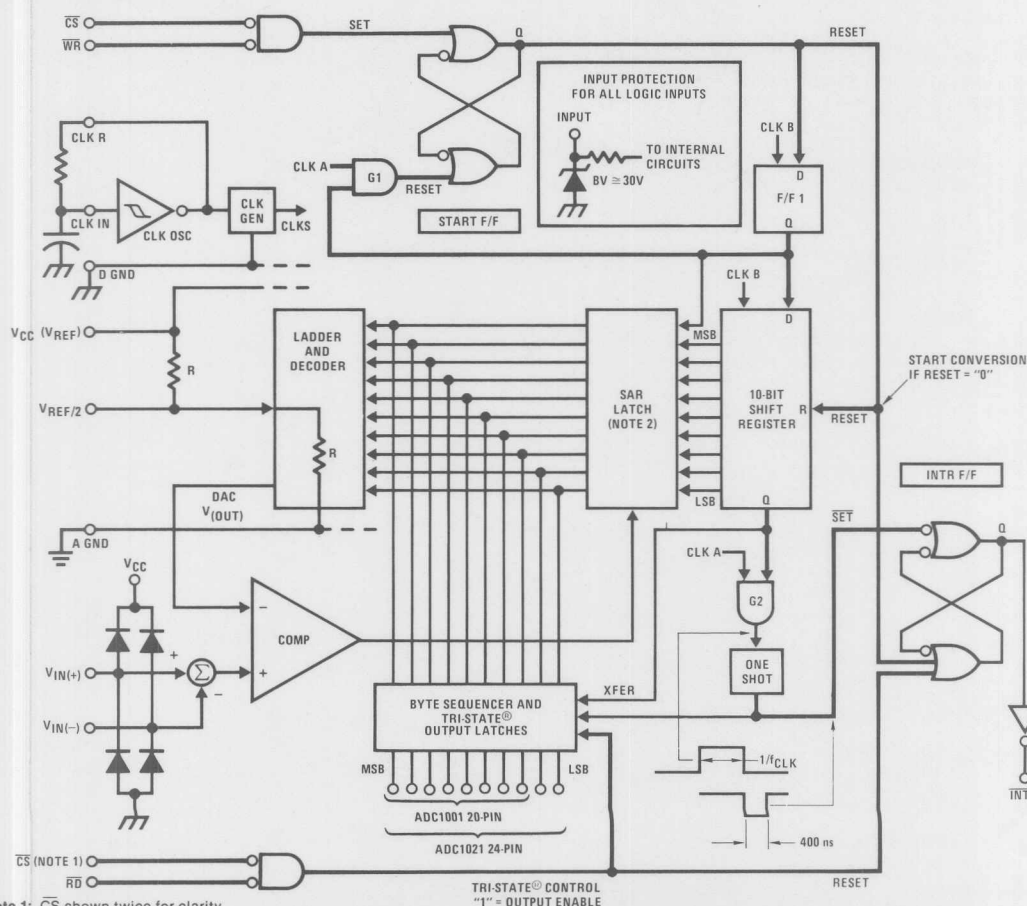 CS
WR
SET
Q
RESET
INPUT PROTECTION
FOR ALL LOGIC INPUTS
INPUT
TO INTERNAL
CIRCUITS
BV ≅ 30V
CLK B
D
F/F 1
Q
CLK R
CLK IN
CLK OSC
CLK
GEN
CLKS
CLK A
G1
RESET
START F/F
D GND
VCC (VREF)
R
VREF/2
LADDER
AND
DECODER
R
DAC
V(OUT)
A GND
SAR
LATCH
(NOTE 2)
MSB
LSB
CLK B
D
10-BIT
SHIFT
REGISTER
R
Q
RESET
START CONVERSION
IF RESET = "0"
INTR F/F
SET
Q
CLK A
G2
ONE
SHOT
VCC
VIN(+)
VIN(−)
+
−
Σ
−
+
COMP
XFER
BYTE SEQUENCER AND
TRI-STATE®
OUTPUT LATCHES
MSB
LSB
ADC1001 20-PIN
ADC1021 24-PIN
1/fCLK
400 ns
INT
CS (NOTE 1)
RD
TRI-STATE® CONTROL
"1" = OUTPUT ENABLE
RESET
1: CS shown twice for clarity